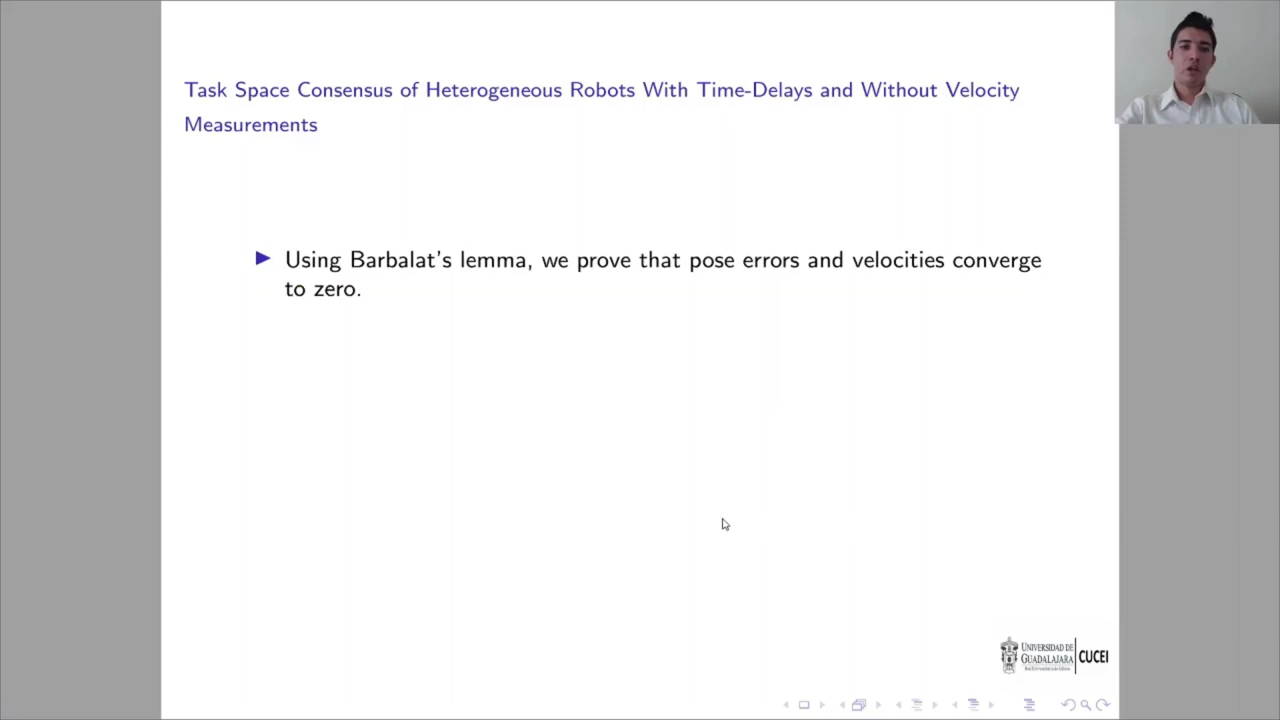 Task Space Consensus of Heterogeneous Robots With Time-Delays and Without Velocity
Measurements
Using Barbalat's lemma, we prove that pose errors and velocities converge
to zero.
UNIVERSIDAD DE
GUADALAJARA
CUCEI